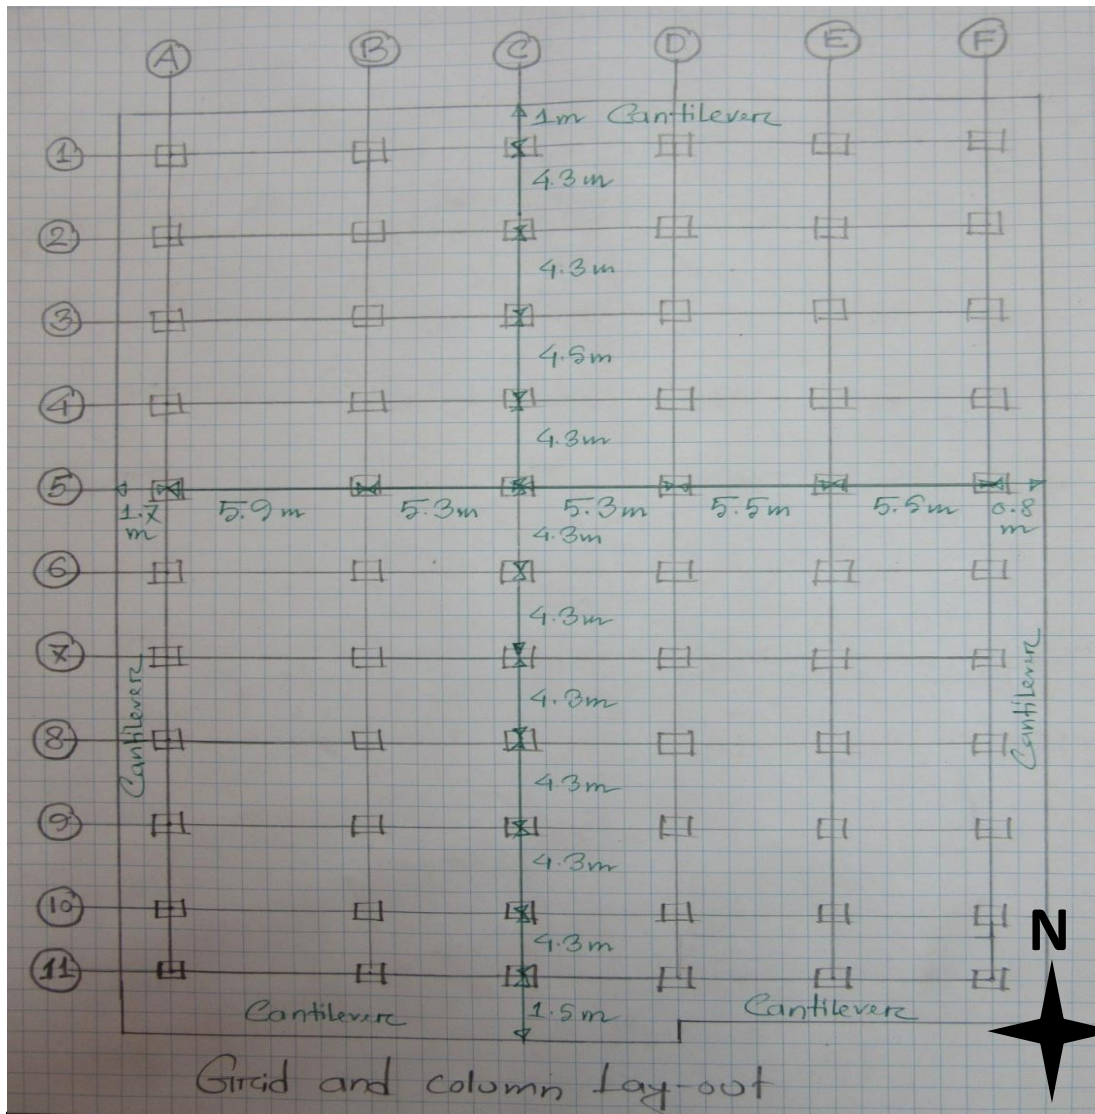 A B C D E F
1m Cantilever
1
4.3m
2
4.3m
3
4.5m
4
4.3m
5
1.7 m 5.9m 5.3m 5.3m 5.5m 5.5m 0.8 m
4.3m
6
4.3m
7
Cantilever
4.3m
Cantilever
8
4.3m
9
4.3m
10
N
4.3m
11
Cantilever 1.5m Cantilever
Grid and column Lay-out